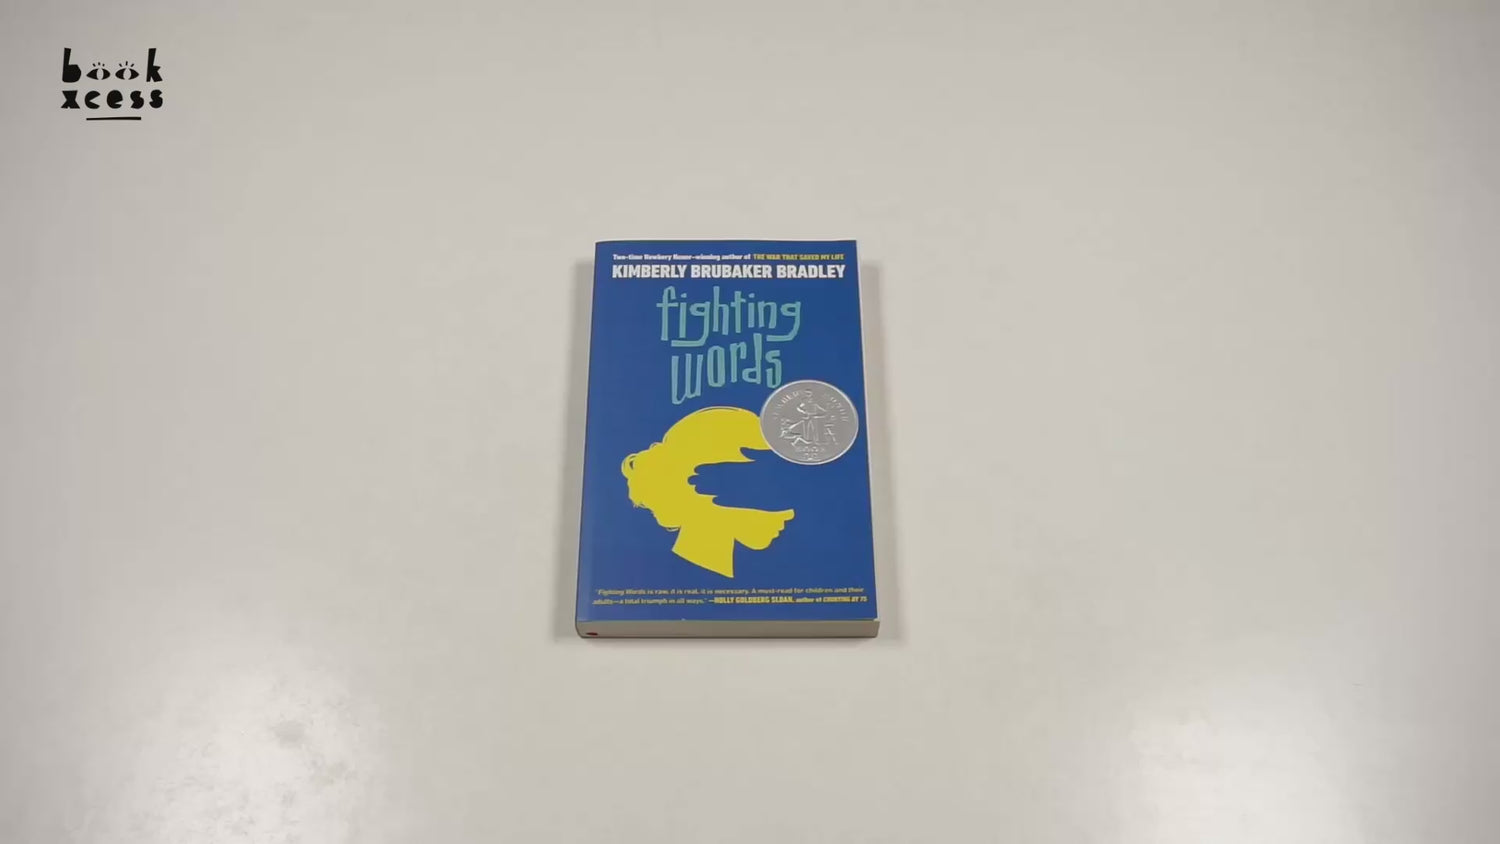 book
xcess
Two-time Newbery Honor-winning author of THE WAR THAT SAVED MY LIFE
KIMBERLY BRUBAKER BRADLEY
fighting
words
"Fighting Words is raw, it is real, it is necessary. A must-read for children and their
adults—a total triumph in all ways." —HOLLY GOLDBERG SLOAN, author of COUNTING BY 7S